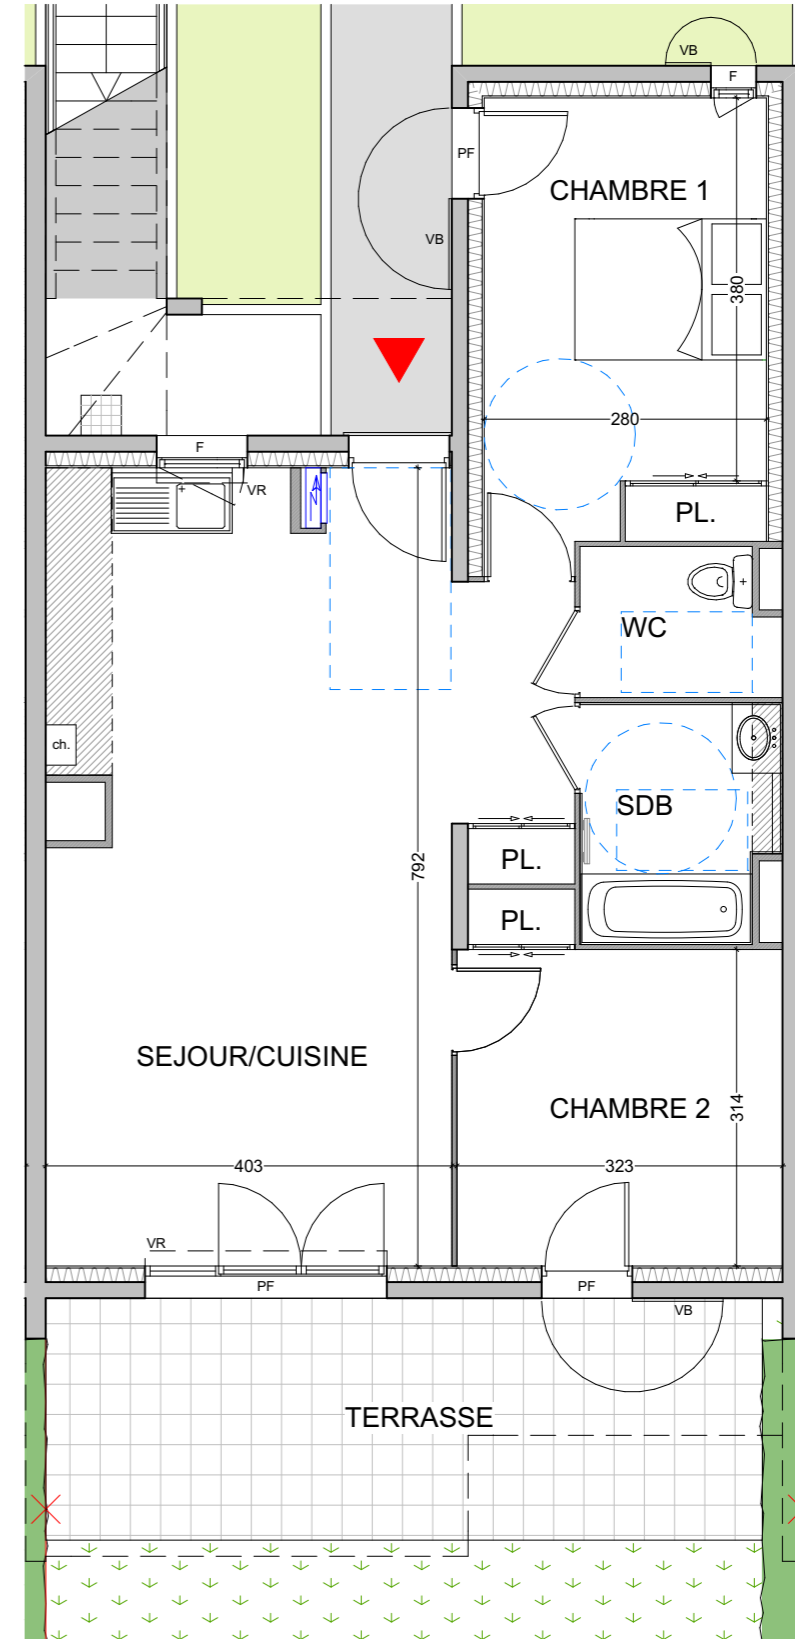 VB
F
PF
CHAMBRE 1
VB
380
280
F
VR
N
PL.
WC
ch.
SDB
792
PL.
PL.
SEJOUR/CUISINE
CHAMBRE 2
314
403
323
VR
PF
PF
VB
TERRASSE